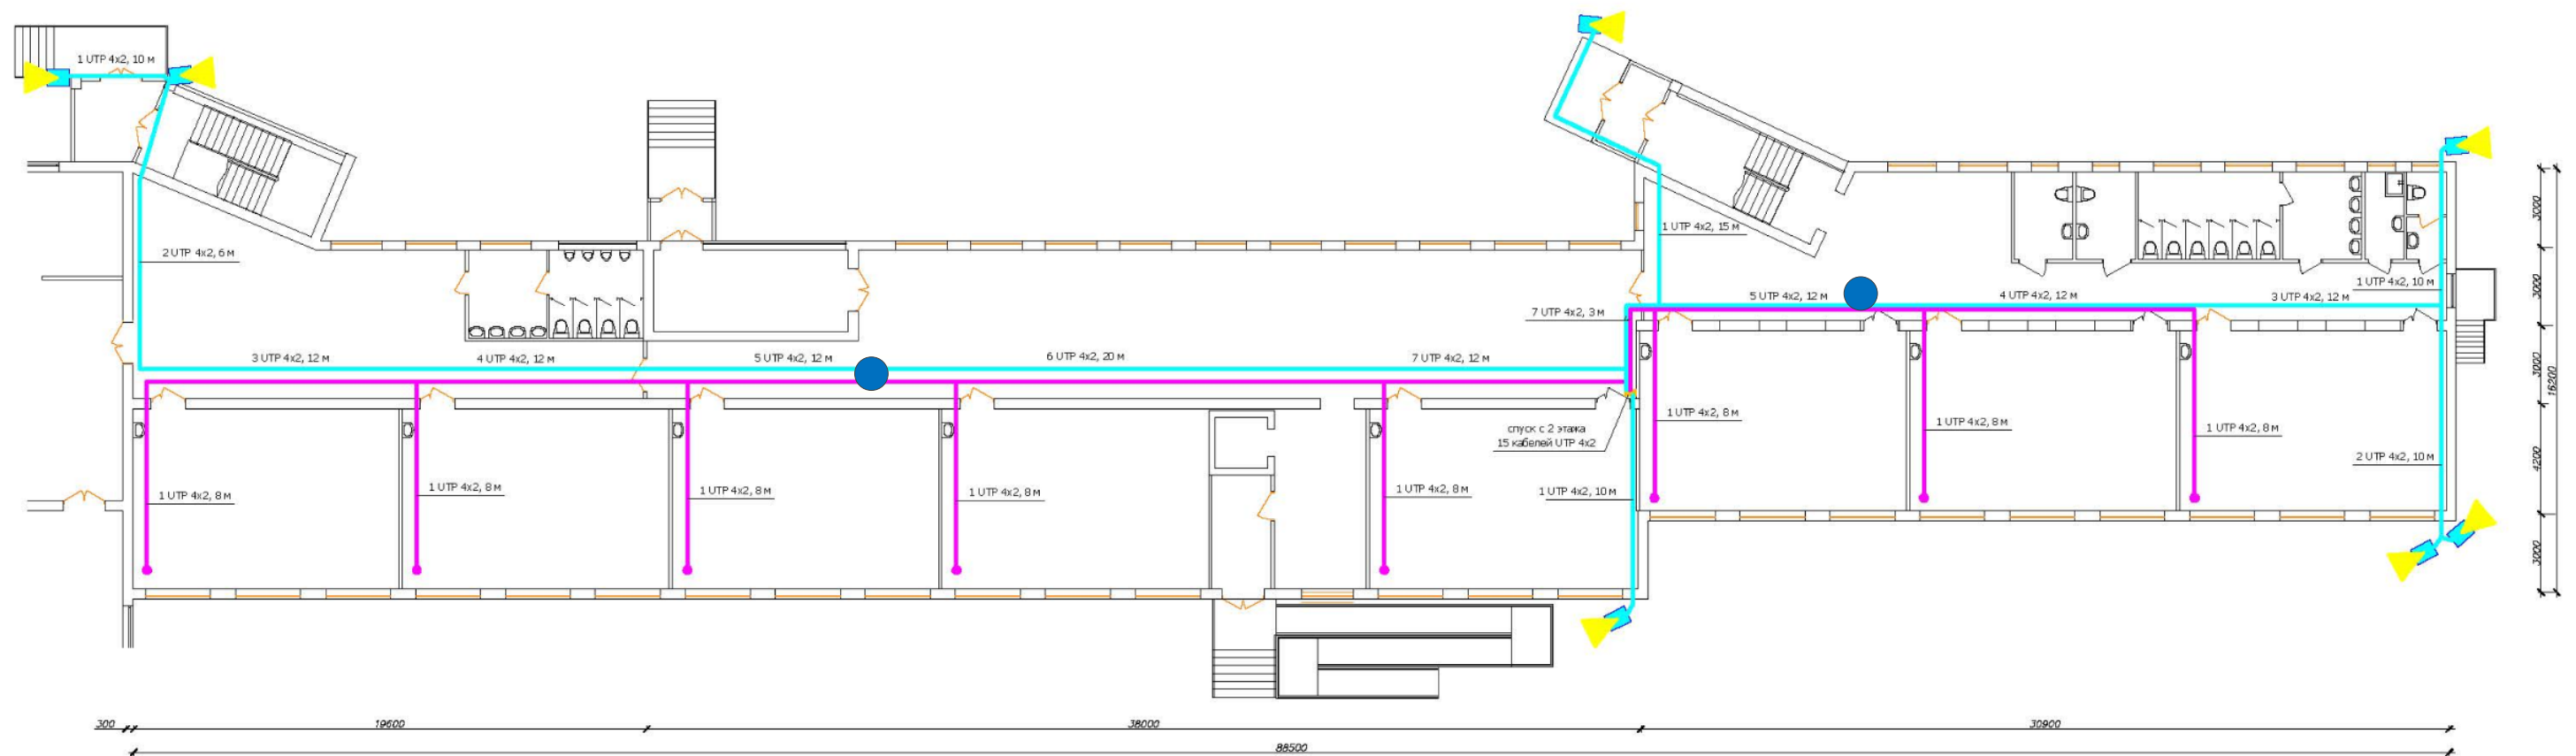 1 UTP 4x2, 10 м
2 UTP 4x2, 6 м
1 UTP 4x2, 15 м
1 UTP 4x2, 10 м
5 UTP 4x2, 12 м
4 UTP 4x2, 12 м
3 UTP 4x2, 12 м
7 UTP 4x2, 3 м
3 UTP 4x2, 12 м
4 UTP 4x2, 12 м
5 UTP 4x2, 12 м
6 UTP 4x2, 20 м
7 UTP 4x2, 12 м
спуск с 2 этажа
15 кабелей UTP 4x2
1 UTP 4x2, 8 м
1 UTP 4x2, 8 м
1 UTP 4x2, 8 м
2 UTP 4x2, 10 м
1 UTP 4x2, 8 м
1 UTP 4x2, 8 м
1 UTP 4x2, 8 м
1 UTP 4x2, 8 м
1 UTP 4x2, 8 м
1 UTP 4x2, 10 м
3000
3000
3000
4200
3000
16200
300
19600
38000
30900
88500